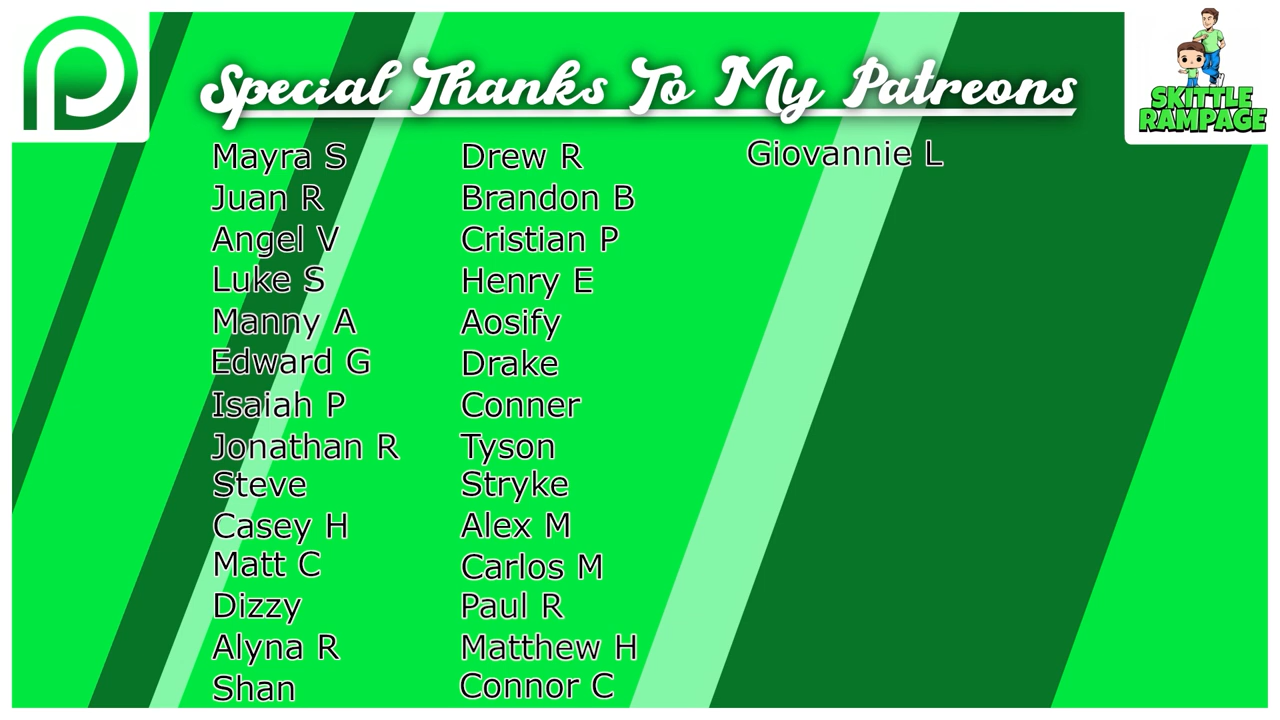 Special Thanks To My Patreons
SKITTLE
RAMPAGE
Mayra S
Juan R
Angel V
Luke S
Manny A
Edward G
Isaiah P
Jonathan R
Steve
Casey H
Matt C
Dizzy
Alyna R
Shan
Drew R
Brandon B
Cristian P
Henry E
Aosify
Drake
Conner
Tyson
Stryke
Alex M
Carlos M
Paul R
Matthew H
Connor C
Giovannie L